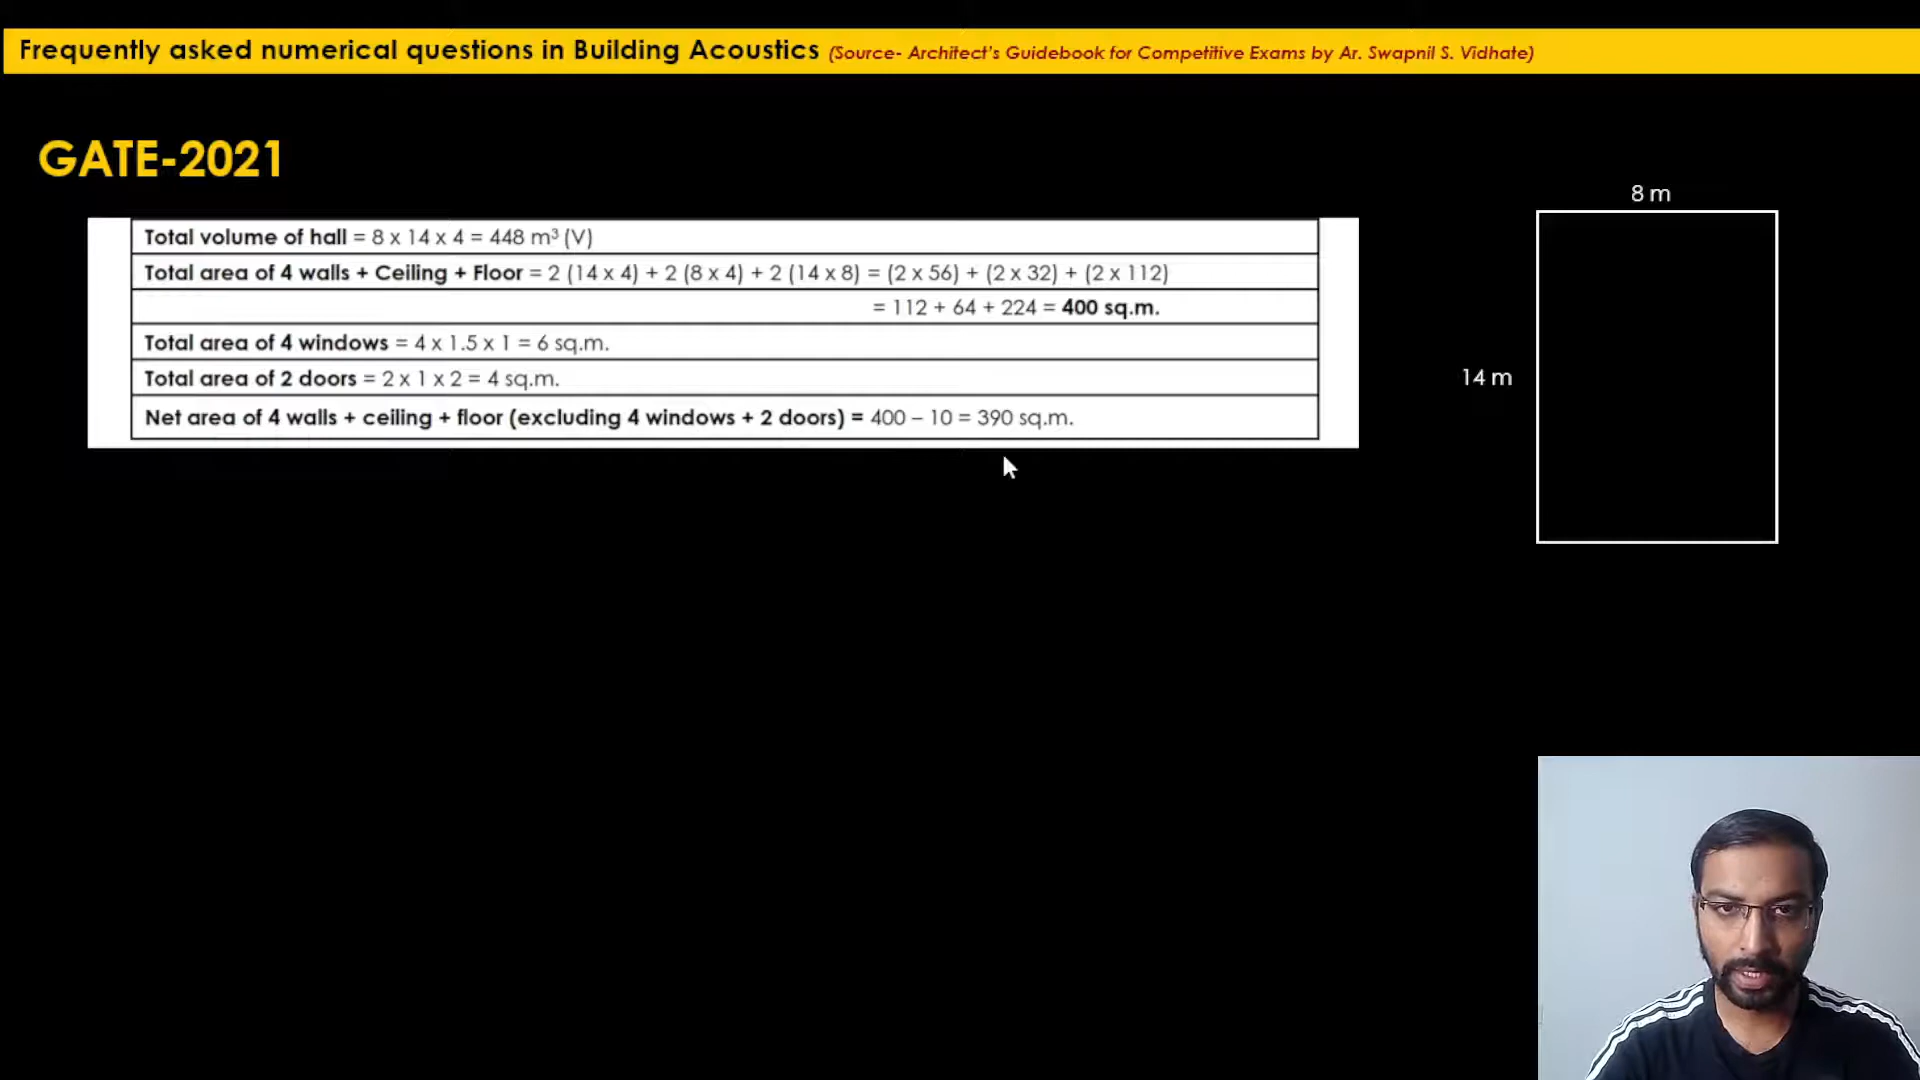 Frequently asked numerical questions in Building Acoustics (Source- Architect's Guidebook for Competitive Exams by Ar. Swapnil S. Vidhate)
GATE-2021
8 m
Total volume of hall = 8 x 14 x 4 = 448 m³ (V)
Total area of 4 walls + Ceiling + Floor = 2 (14 x 4) + 2 (8 x 4) + 2 (14 x 8) = (2 x 56) + (2 x 32) + (2 x 112)
= 112 + 64 + 224 = 400 sq.m.
Total area of 4 windows = 4 x 1.5 x 1 = 6 sq.m.
Total area of 2 doors = 2 x 1 x 2 = 4 sq.m.
14 m
Net area of 4 walls + ceiling + floor (excluding 4 windows + 2 doors) = 400 – 10 = 390 sq.m.